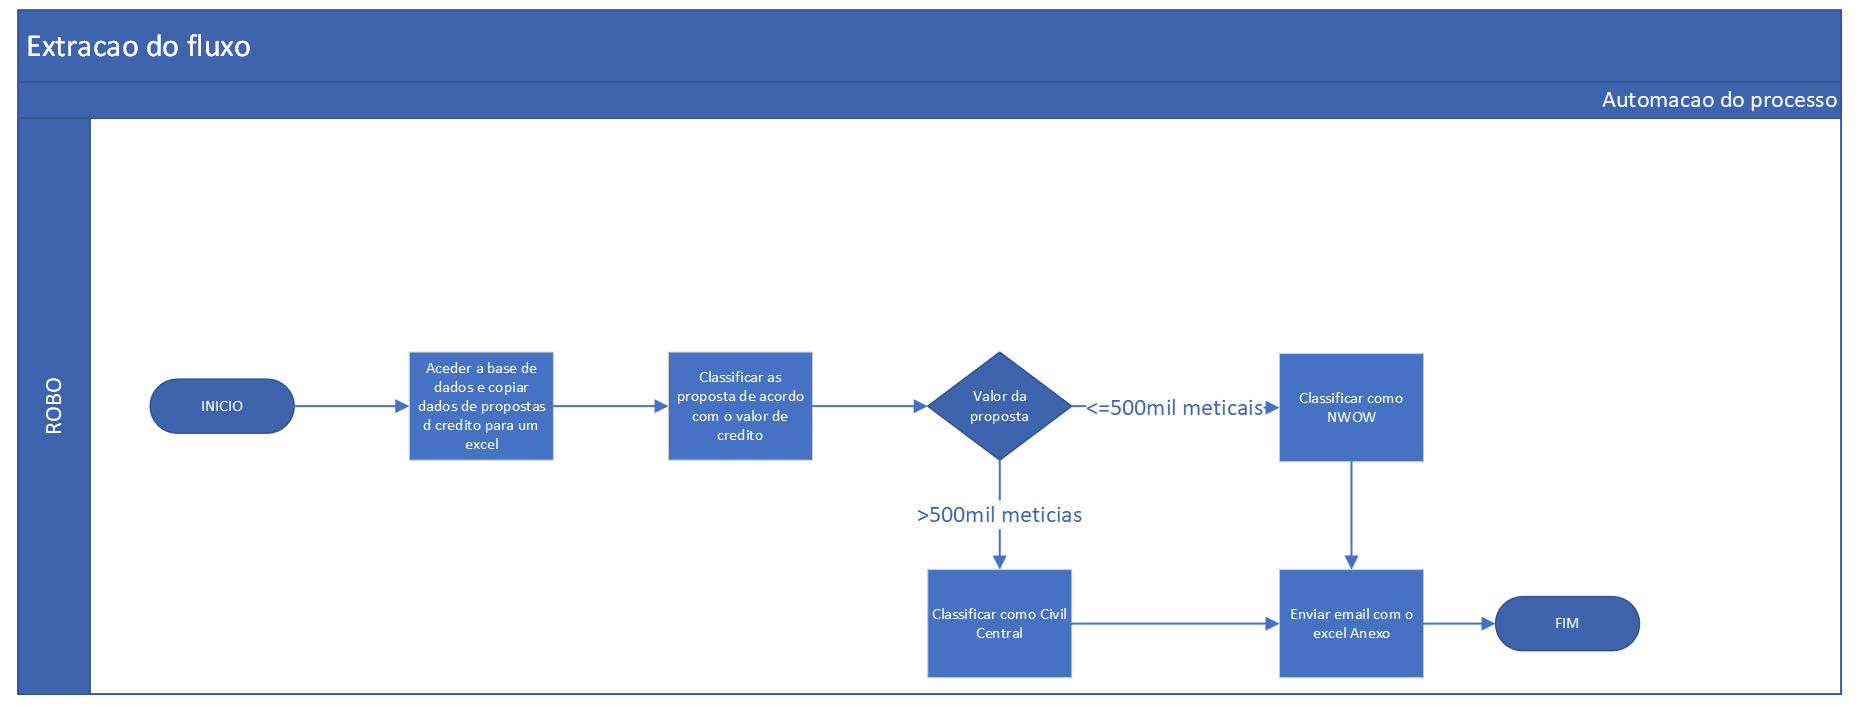 Extracao do fluxo
Automacao do processo
ROBO
INICIO
Aceder a base de
dados e copiar
dados de propostas
d credito para um
excel
Classificar as
proposta de acordo
com o valor de
credito
Valor da
proposta
<=500mil meticais
Classificar como
NWOW
>500mil meticias
Classificar como Civil
Central
Enviar email com o
excel Anexo
FIM